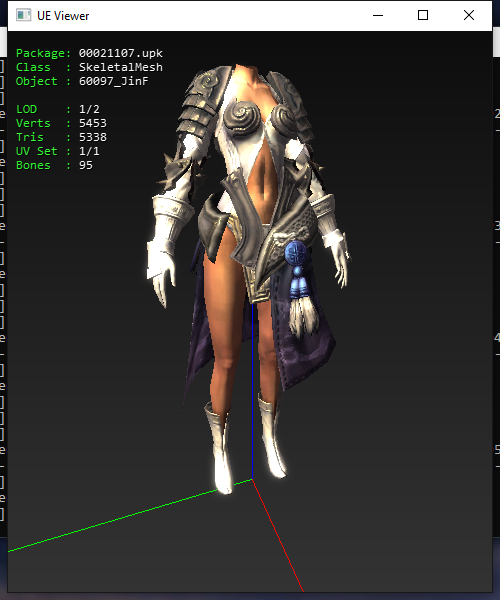 UE Viewer
Package: 00021107.upk
Class  : SkeletalMesh
Object : 60097_JinF
LOD    : 1/2
Verts  : 5453
Tris   : 5338
UV Set : 1/1
Bones  : 95